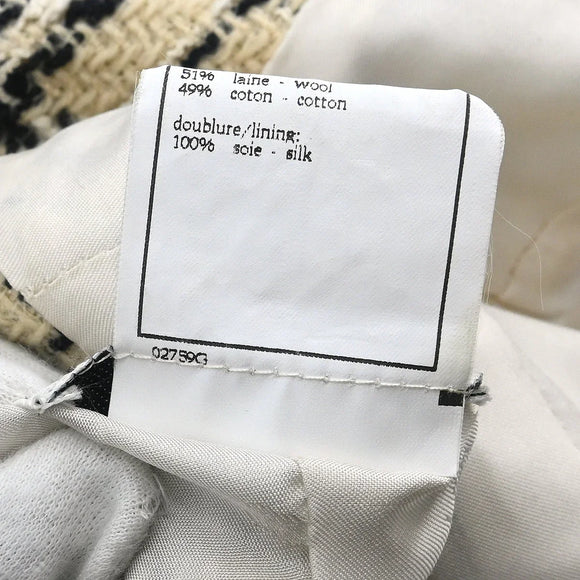 51% laine - wool
49% coton - cotton
doublure/lining:
100% soie - silk
02759G